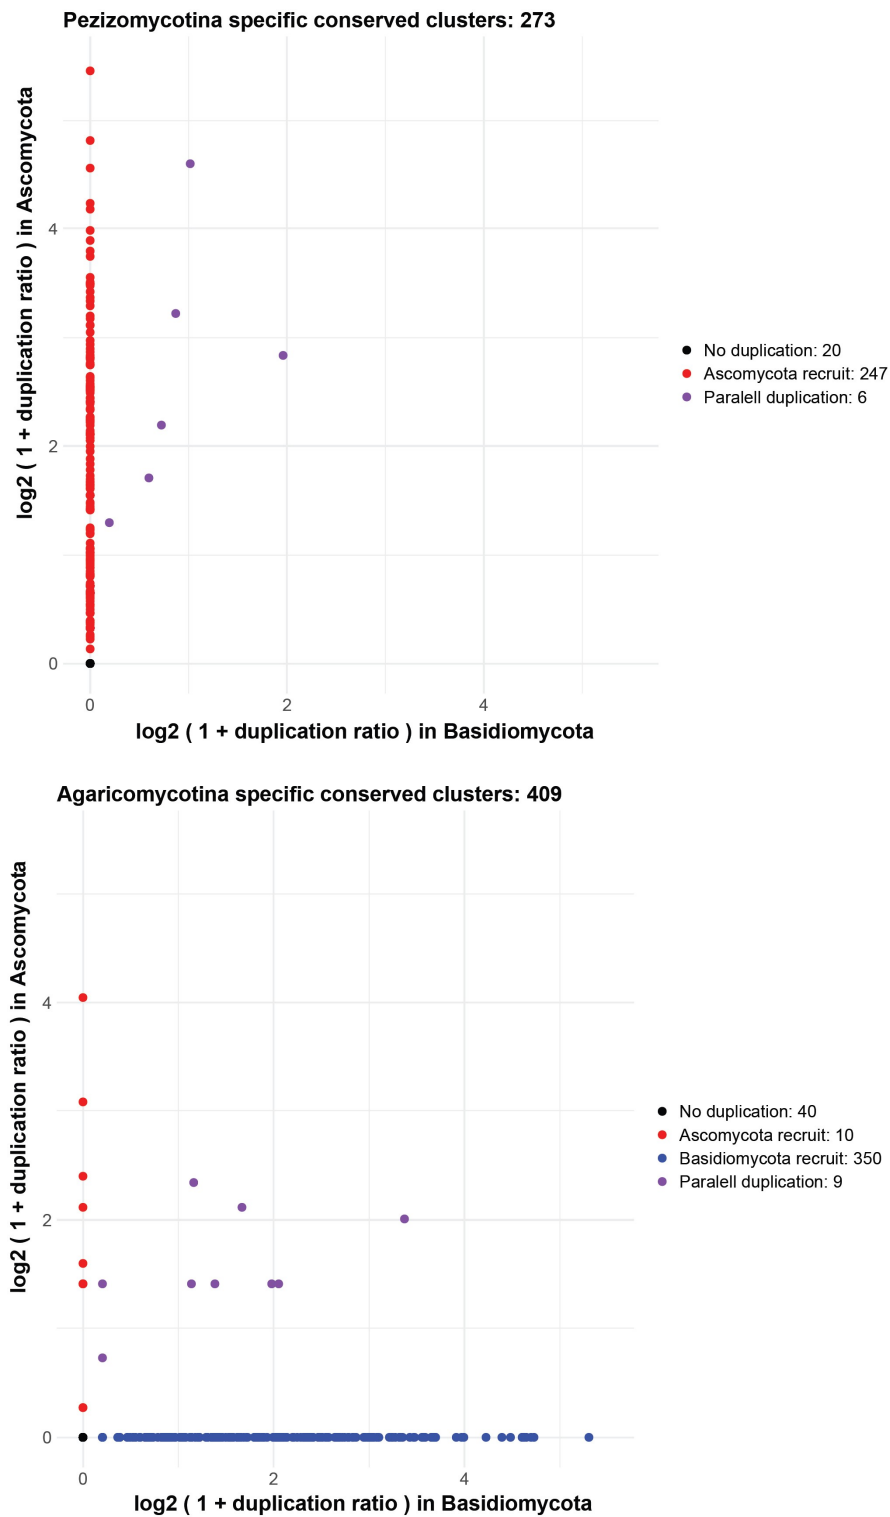 Pezizomycotina specific conserved clusters: 273
log2 ( 1 + duplication ratio ) in Ascomycota
4
2
0
0 2 4
log2 ( 1 + duplication ratio ) in Basidiomycota
No duplication: 20
Ascomycota recruit: 247
Paralell duplication: 6
Agaricomycotina specific conserved clusters: 409
log2 ( 1 + duplication ratio ) in Ascomycota
4
2
0
0 2 4
log2 ( 1 + duplication ratio ) in Basidiomycota
No duplication: 40
Ascomycota recruit: 10
Basidiomycota recruit: 350
Paralell duplication: 9